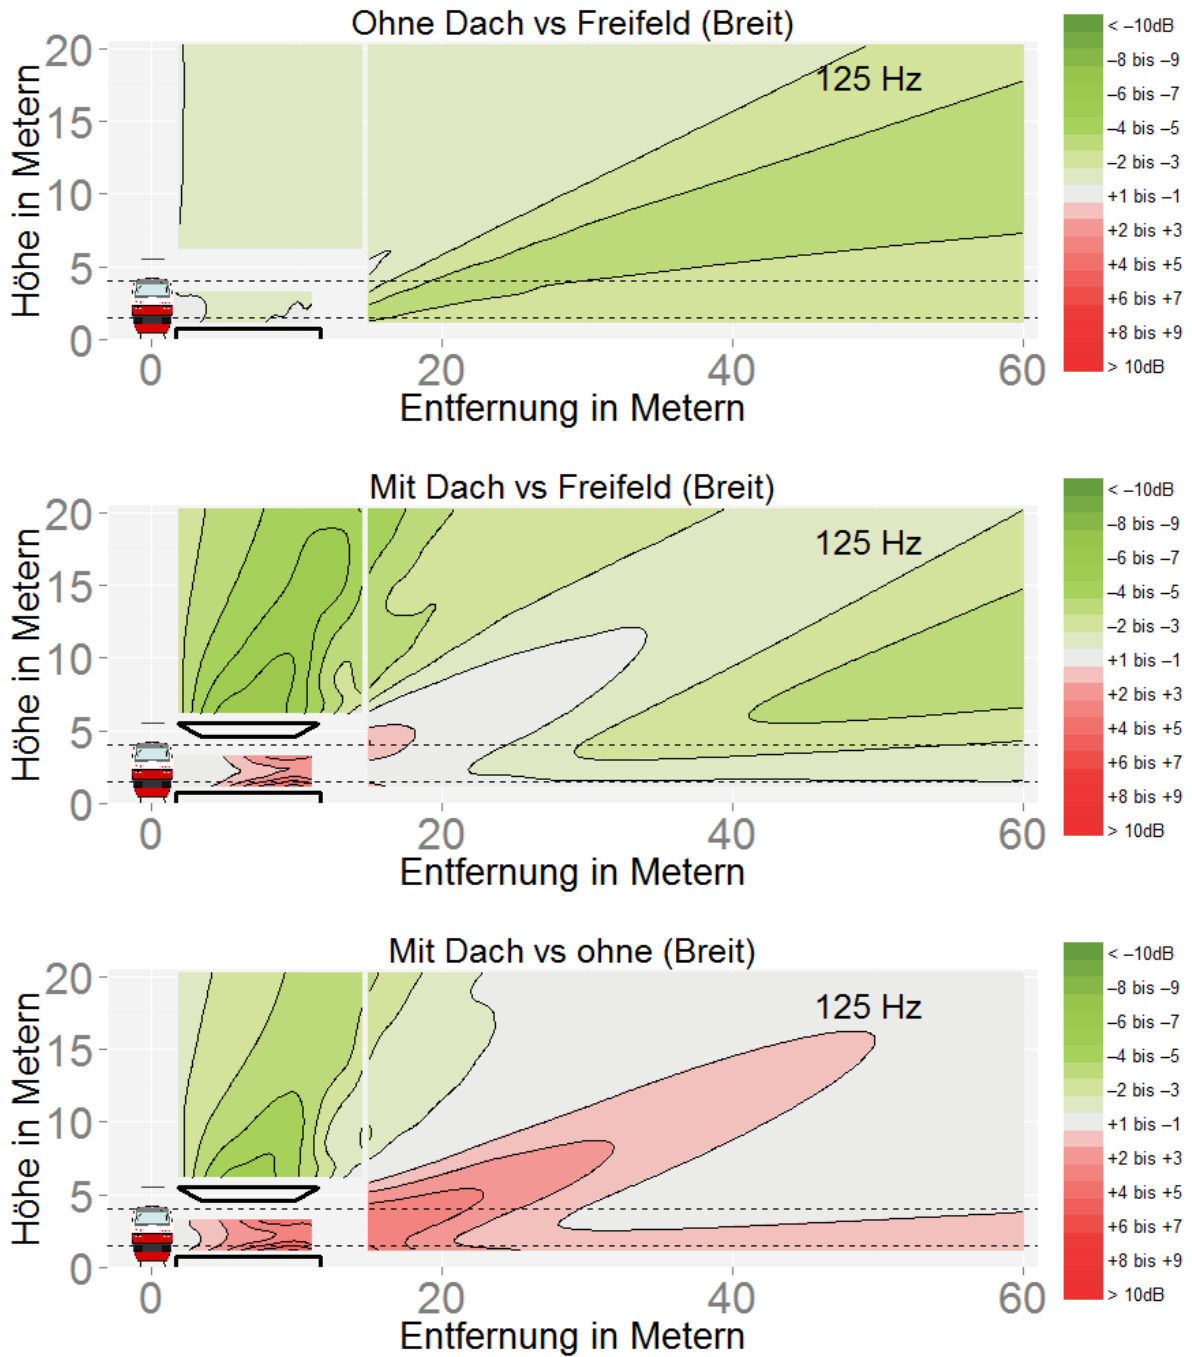 Ohne Dach vs Freifeld (Breit)
125 Hz
Höhe in Metern
20
15
10
5
0
0 20 40 60
Entfernung in Metern
< –10dB
–8 bis –9
–6 bis –7
–4 bis –5
–2 bis –3
+1 bis –1
+2 bis +3
+4 bis +5
+6 bis +7
+8 bis +9
> 10dB
Mit Dach vs Freifeld (Breit)
125 Hz
Höhe in Metern
20
15
10
5
0
0 20 40 60
Entfernung in Metern
< –10dB
–8 bis –9
–6 bis –7
–4 bis –5
–2 bis –3
+1 bis –1
+2 bis +3
+4 bis +5
+6 bis +7
+8 bis +9
> 10dB
Mit Dach vs ohne (Breit)
125 Hz
Höhe in Metern
20
15
10
5
0
0 20 40 60
Entfernung in Metern
< –10dB
–8 bis –9
–6 bis –7
–4 bis –5
–2 bis –3
+1 bis –1
+2 bis +3
+4 bis +5
+6 bis +7
+8 bis +9
> 10dB